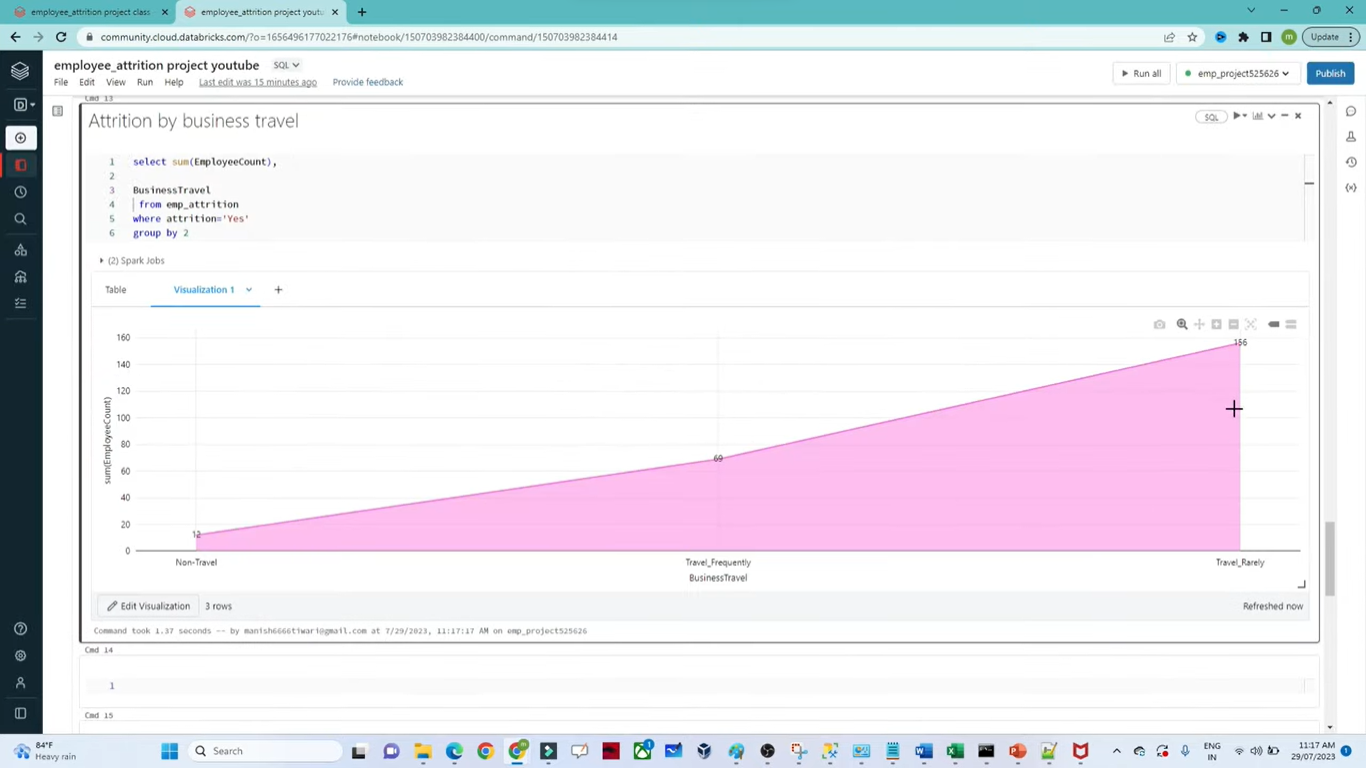 employee_attrition project class
employee_attrition project youtu
community.cloud.databricks.com/?o=1656496177022176#notebook/150703982384400/command/150703982384414
Update
employee_attrition project youtube
SQL
File Edit View Run Help Last edit was 15 minutes ago Provide feedback
Run all
emp_project525626
Publish
D
Cmd 13
Attrition by business travel
SQL
1 select sum(EmployeeCount),
2
3 BusinessTravel
4 from emp_attrition
5 where attrition='Yes'
6 group by 2
(2) Spark Jobs
Table Visualization 1 +
160
140
120
100
80
60
40
20
0
sum(EmployeeCount)
12
69
156
Non-Travel Travel_Frequently Travel_Rarely
BusinessTravel
Edit Visualization 3 rows Refreshed now
Command took 1.37 seconds -- by manish6666tiwari@gmail.com at 7/29/2023, 11:17:17 AM on emp_project525626
Cmd 14
1
Cmd 15
84°F
Heavy rain
Search
ENG
IN
11:17 AM
29/07/2023